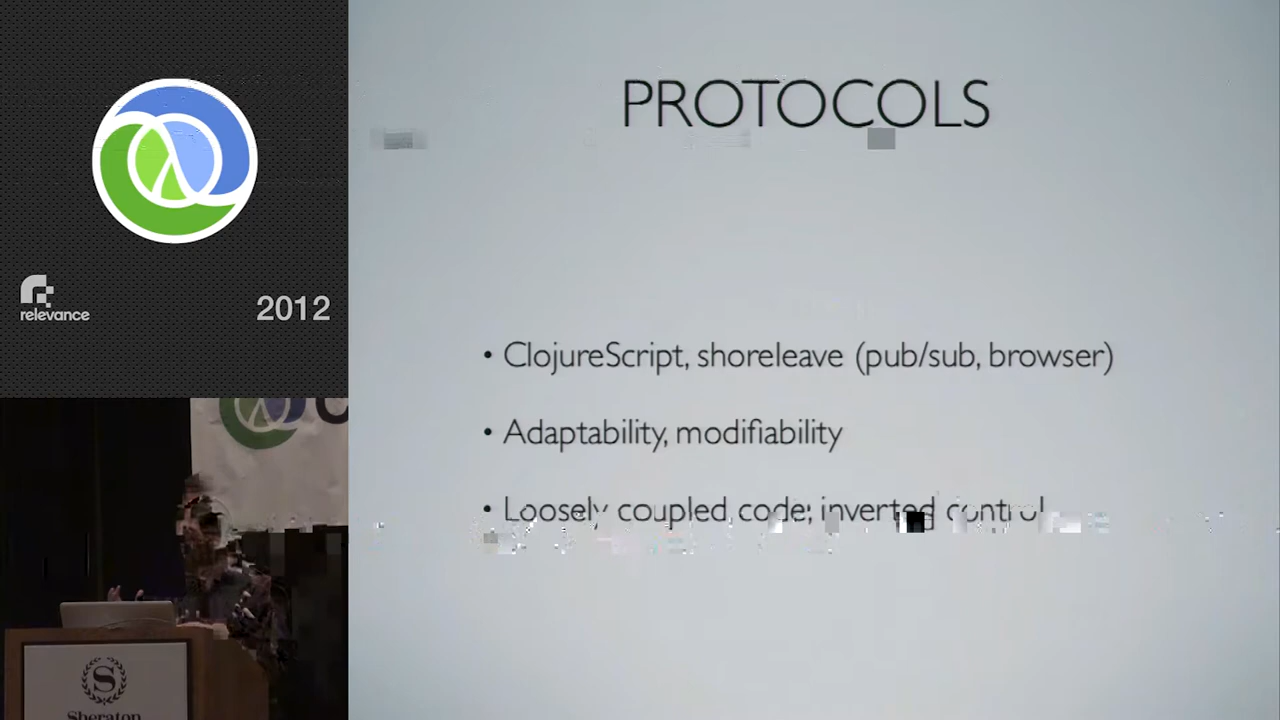 relevance
2012
PROTOCOLS
• ClojureScript, shoreleave (pub/sub, browser)
• Adaptability, modifiability
• Loosely coupled code; inverted control
S
Sheraton